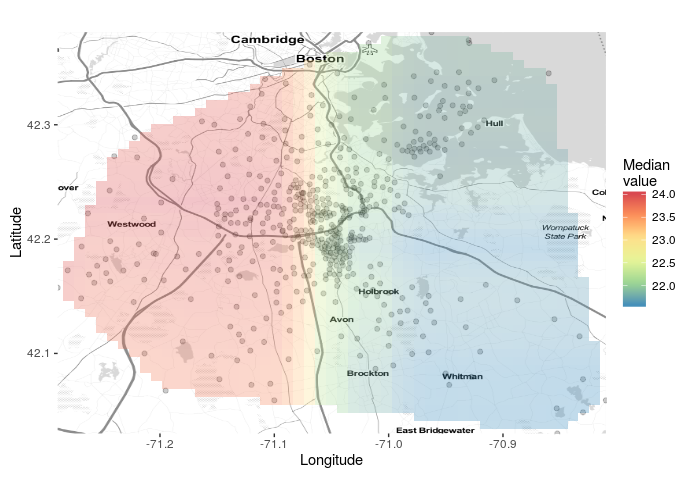 Cambridge
Boston
Hull
over
Westwood
Co
N
Wompatuck
State Park
Holbrook
Avon
Brockton
Whitman
East Bridgewater
42.3
42.2
42.1
Latitude
-71.2
-71.1
-71.0
-70.9
Longitude
Median
value
24.0
23.5
23.0
22.5
22.0